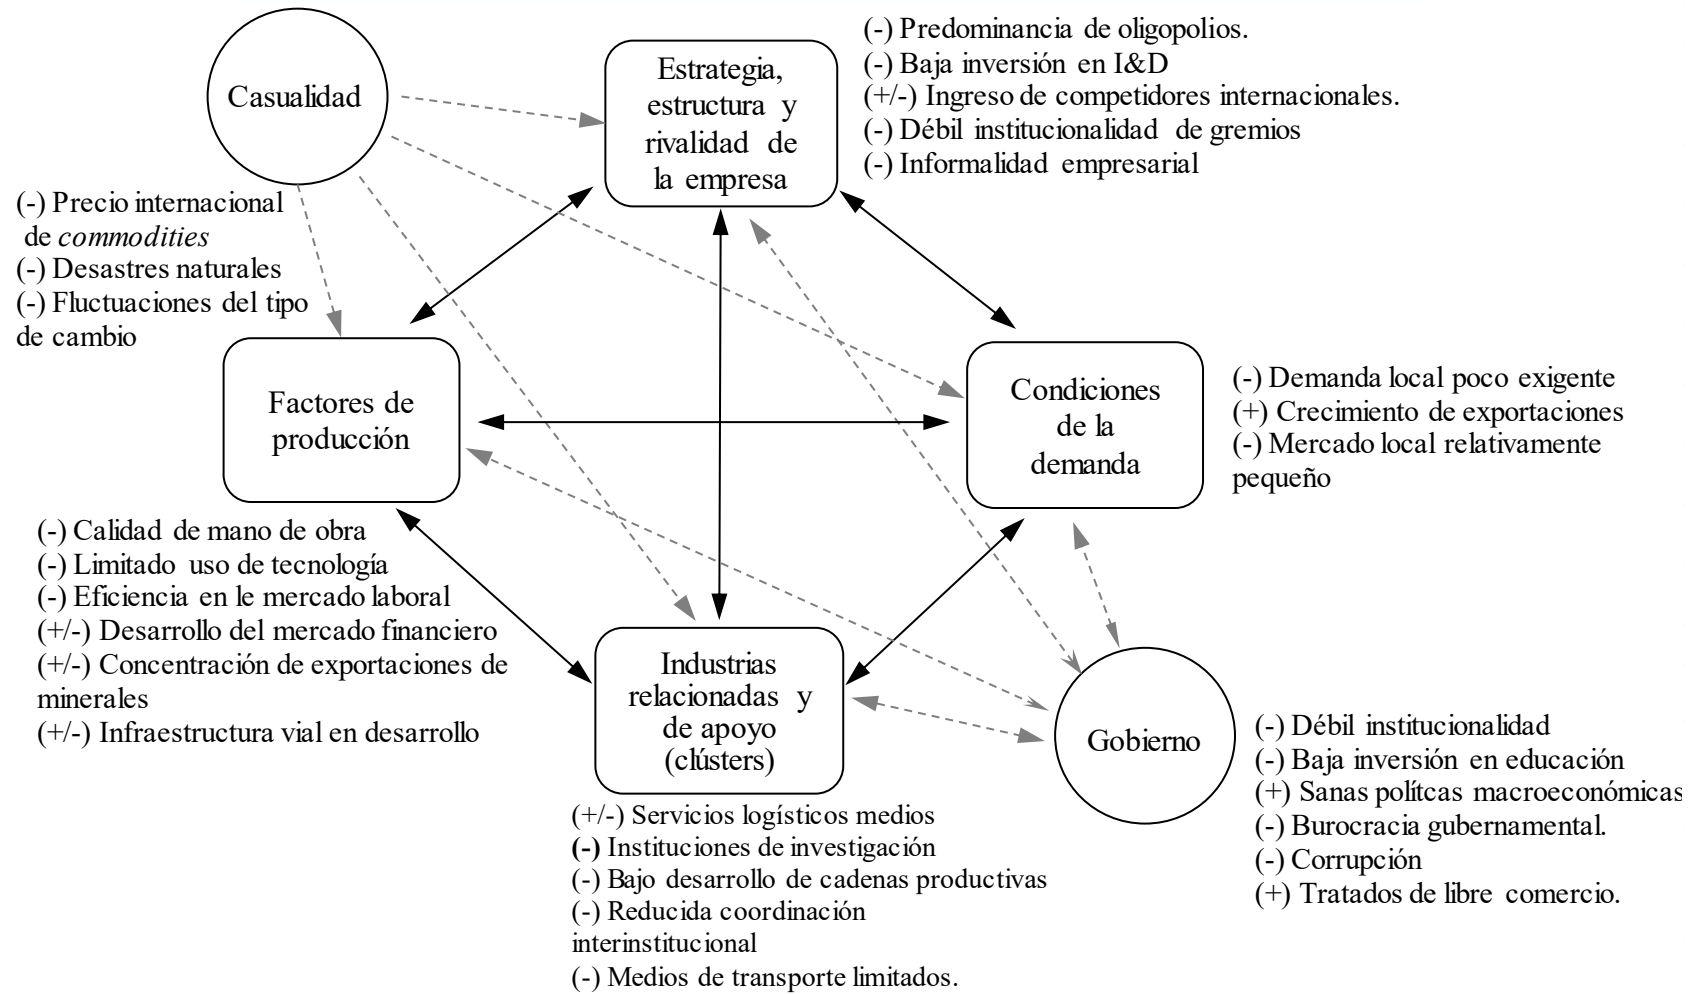 Casualidad
(-) Precio internacional
de commodities
(-) Desastres naturales
(-) Fluctuaciones del tipo
de cambio
Estrategia,
estructura y
rivalidad de
la empresa
(-) Predominancia de oligopolios.
(-) Baja inversión en I&D
(+/-) Ingreso de competidores internacionales.
(-) Débil institucionalidad de gremios
(-) Informalidad empresarial
Factores de
producción
(-) Calidad de mano de obra
(-) Limitado uso de tecnología
(-) Eficiencia en le mercado laboral
(+/-) Desarrollo del mercado financiero
(+/-) Concentración de exportaciones de
minerales
(+/-) Infraestructura vial en desarrollo
Condiciones
de la
demanda
(-) Demanda local poco exigente
(+) Crecimiento de exportaciones
(-) Mercado local relativamente
pequeño
Industrias
relacionadas y
de apoyo
(clústers)
(+/-) Servicios logísticos medios
(-) Instituciones de investigación
(-) Bajo desarrollo de cadenas productivas
(-) Reducida coordinación
interinstitucional
(-) Medios de transporte limitados.
Gobierno
(-) Débil institucionalidad
(-) Baja inversión en educación
(+) Sanas polítcas macroeconómicas
(-) Burocracia gubernamental.
(-) Corrupción
(+) Tratados de libre comercio.